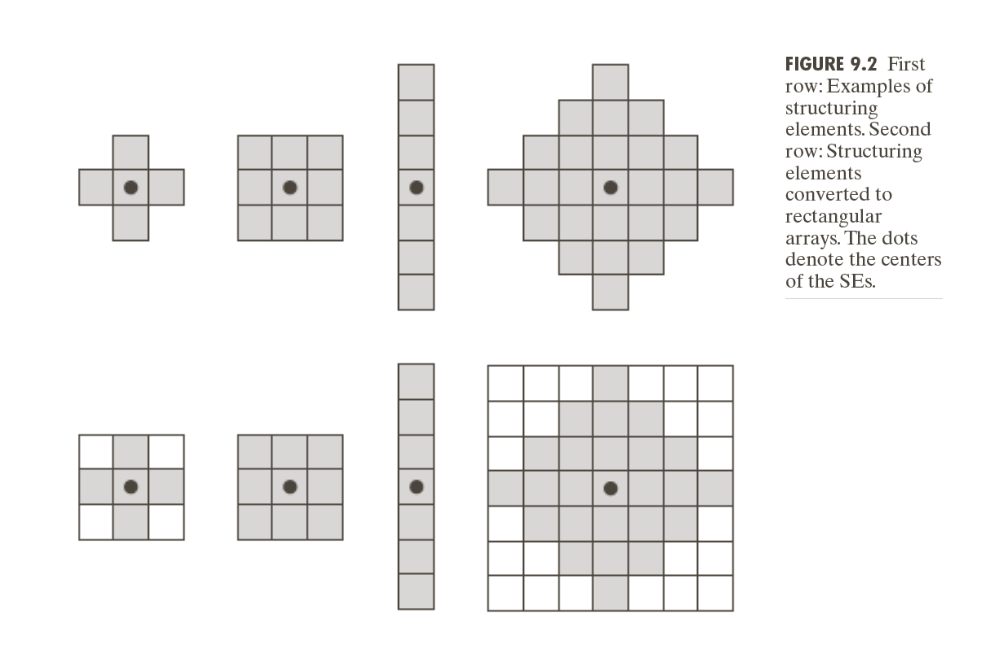 FIGURE 9.2 First
row: Examples of
structuring
elements. Second
row: Structuring
elements
converted to
rectangular
arrays. The dots
denote the centers
of the SEs.